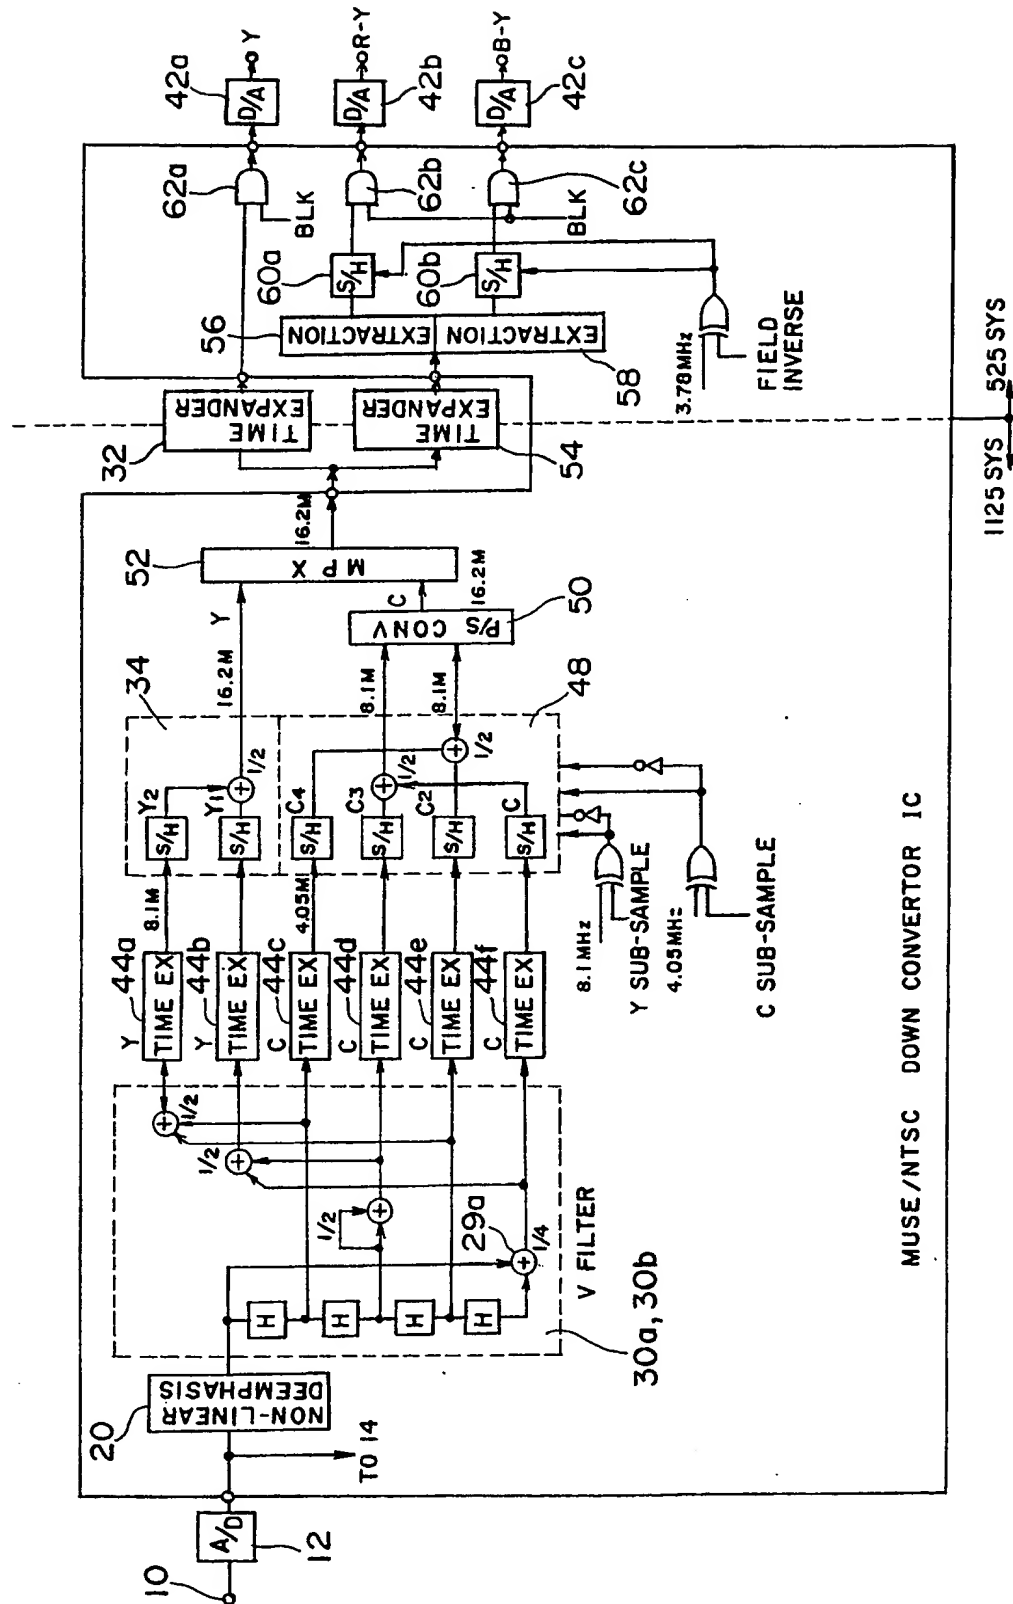 10
A/D
12
TO 14
20
NON-LINEAR
DEEMPHASIS
H
H
H
H
1/2
1/2
1/2
29a
1/4
V FILTER
30a, 30b
Y
44a
TIME EX
Y
44b
TIME EX
C
44c
TIME EX
C
44d
TIME EX
C
44e
TIME EX
C
44f
TIME EX
8.1M
4.05M
S/H
Y2
S/H
Y1
1/2
34
S/H
C4
S/H
C3
1/2
S/H
C2
1/2
S/H
C
48
8.1MHz
Y SUB-SAMPLE
4.05MHz
C SUB-SAMPLE
16.2M
Y
8.1M
8.1M
P/S
CONV
50
C
16.2M
52
MPX
16.2M
32
TIME
EXPANDER
TIME
EXPANDER
54
56
EXTRACTION
EXTRACTION
58
S/H
60a
S/H
60b
3.78MHz
FIELD
INVERSE
62a
BLK
62b
62c
BLK
42a
D/A
Y
42b
D/A
R-Y
42c
D/A
B-Y
1125 SYS
525 SYS
MUSE/NTSC DOWN CONVERTOR IC